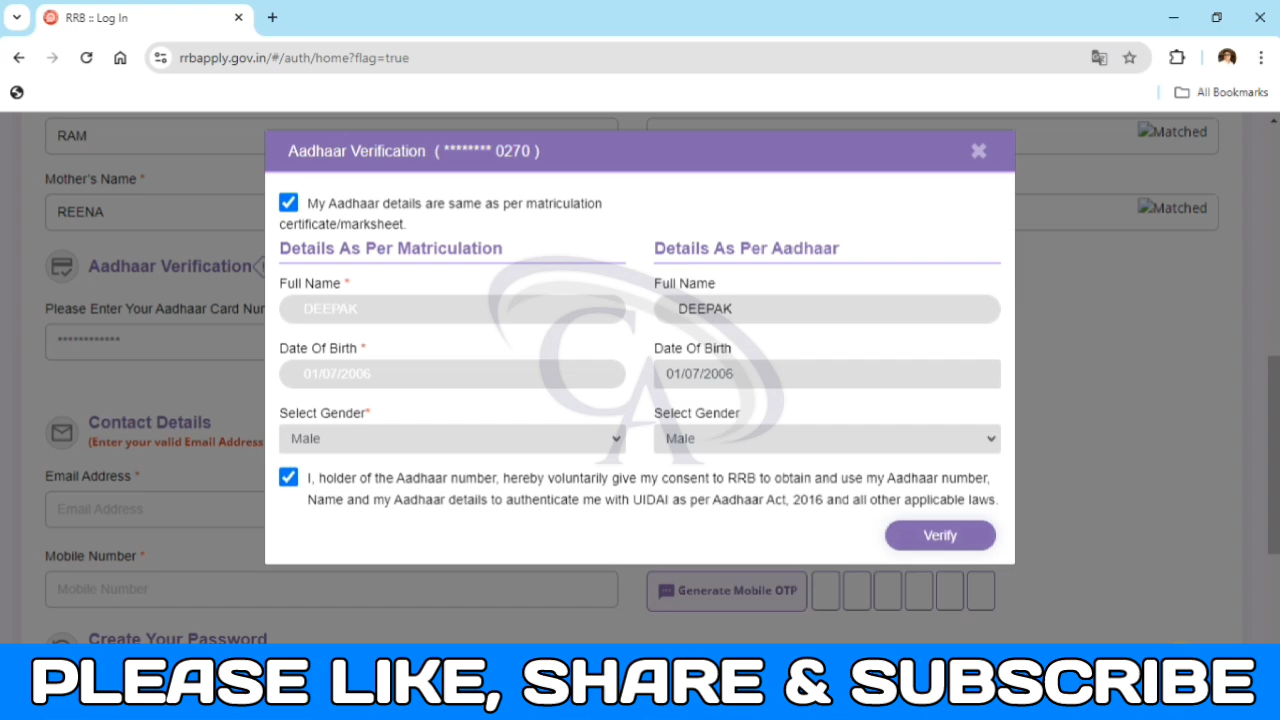 RRB :: Log In
rrbapply.gov.in/#/auth/home?flag=true
All Bookmarks
RAM
Matched
Mother's Name *
REENA
Matched
Aadhaar Verification
Please Enter Your Aadhaar Card Num
************
Contact Details
(Enter your valid Email Address
Email Address *
Email Address
Mobile Number *
Mobile Number
Generate Mobile OTP
Create Your Password
Aadhaar Verification ( ******** 0270 )
My Aadhaar details are same as per matriculation
certificate/marksheet.
Details As Per Matriculation
Full Name *
DEEPAK
Date Of Birth *
01/07/2006
Select Gender*
Male
Details As Per Aadhaar
Full Name
DEEPAK
Date Of Birth
01/07/2006
Select Gender
Male
CA
I, holder of the Aadhaar number, hereby voluntarily give my consent to RRB to obtain and use my Aadhaar number,
Name and my Aadhaar details to authenticate me with UIDAI as per Aadhaar Act, 2016 and all other applicable laws.
Verify
PLEASE LIKE, SHARE & SUBSCRIBE